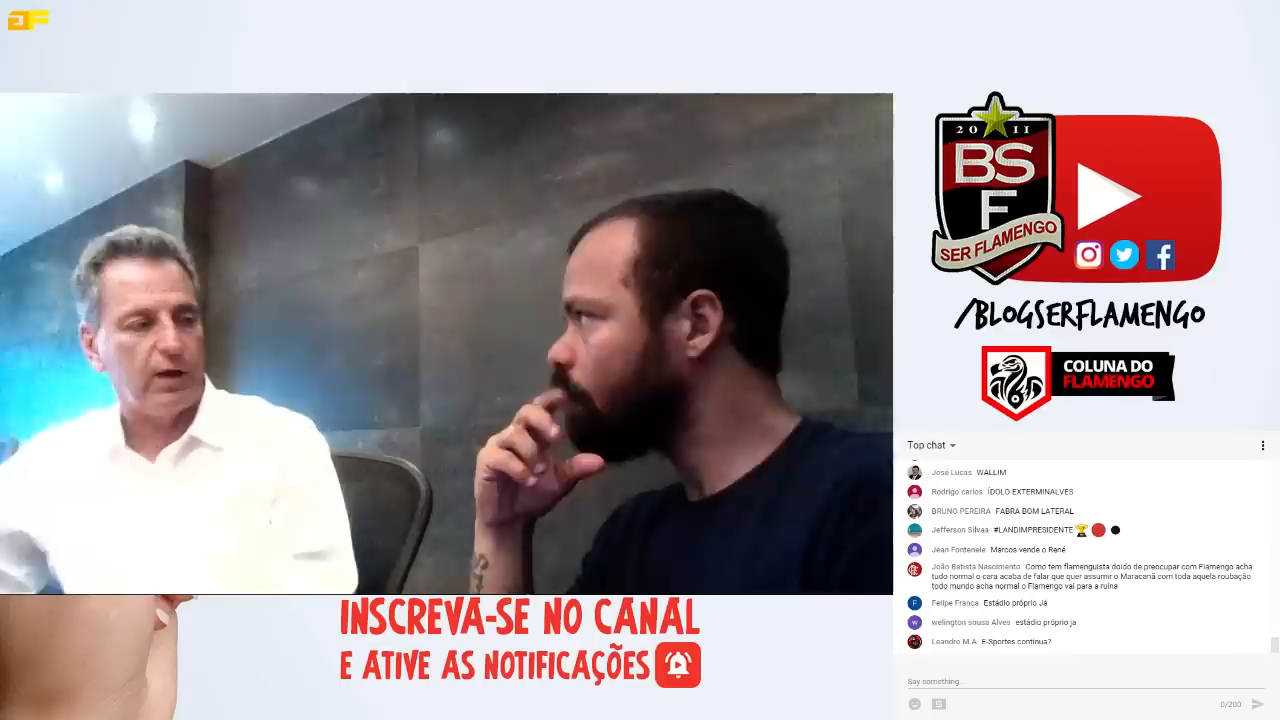 GF
20 11
BS
F
SER FLAMENGO
/BLOGSERFLAMENGO
COLUNA DO
FLAMENGO
Top chat
José Lucas WALLIM
Rodrigo carlos ÍDOLO EXTERMINALVES
BRUNO PEREIRA FABRA BOM LATERAL
Jefferson Silvaa #LANDIMPRESIDENTE
Jean Fontenele Marcos vende o René
João Batista Nascimento Como tem flamenguista doido de preocupar com Flamengo acha
tudo normal o cara acaba de falar que quer assumir o Maracanã com toda aquela roubação
todo mundo acha normal o Flamengo vai para a ruína
Felipe França Estádio próprio Já
welington sousa Alves estádio próprio ja
Leandro M.A E-Sportes continua?
Say something...
0/200
INSCREVA-SE NO CANAL
E ATIVE AS NOTIFICAÇÕES